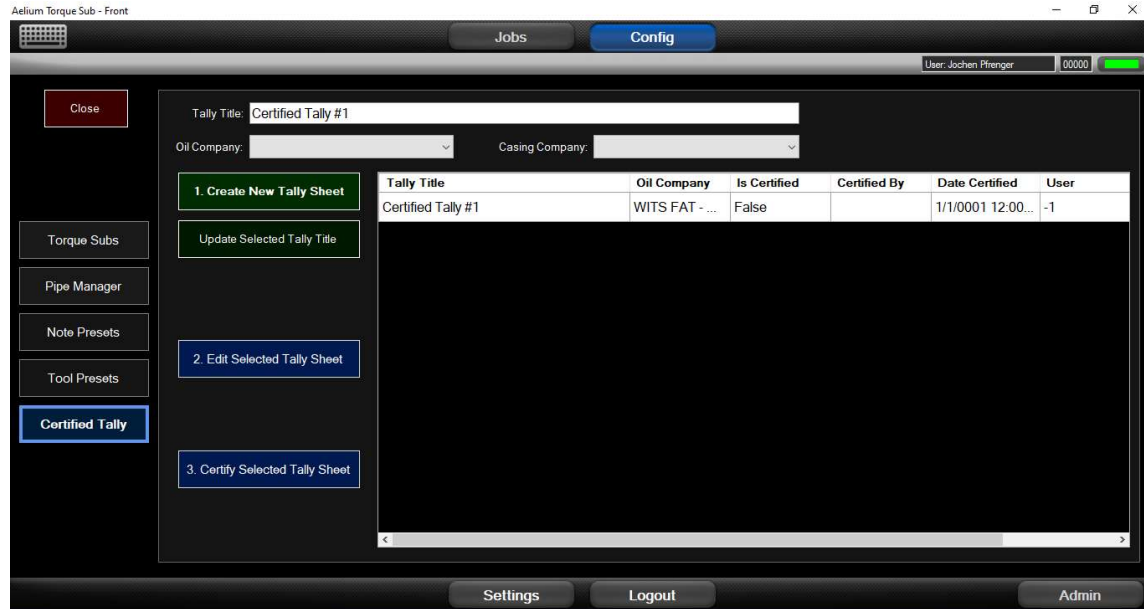 Aelium Torque Sub - Front
Jobs
Config
User: Jochen Pfrenger
00000
Close
Tally Title: Certified Tally #1
Oil Company:
Casing Company:
1. Create New Tally Sheet
Update Selected Tally Title
2. Edit Selected Tally Sheet
3. Certify Selected Tally Sheet
Tally Title Oil Company Is Certified Certified By Date Certified User
Certified Tally #1 WITS FAT - ... False 1/1/0001 12:00... -1
Torque Subs
Pipe Manager
Note Presets
Tool Presets
Certified Tally
Settings
Logout
Admin